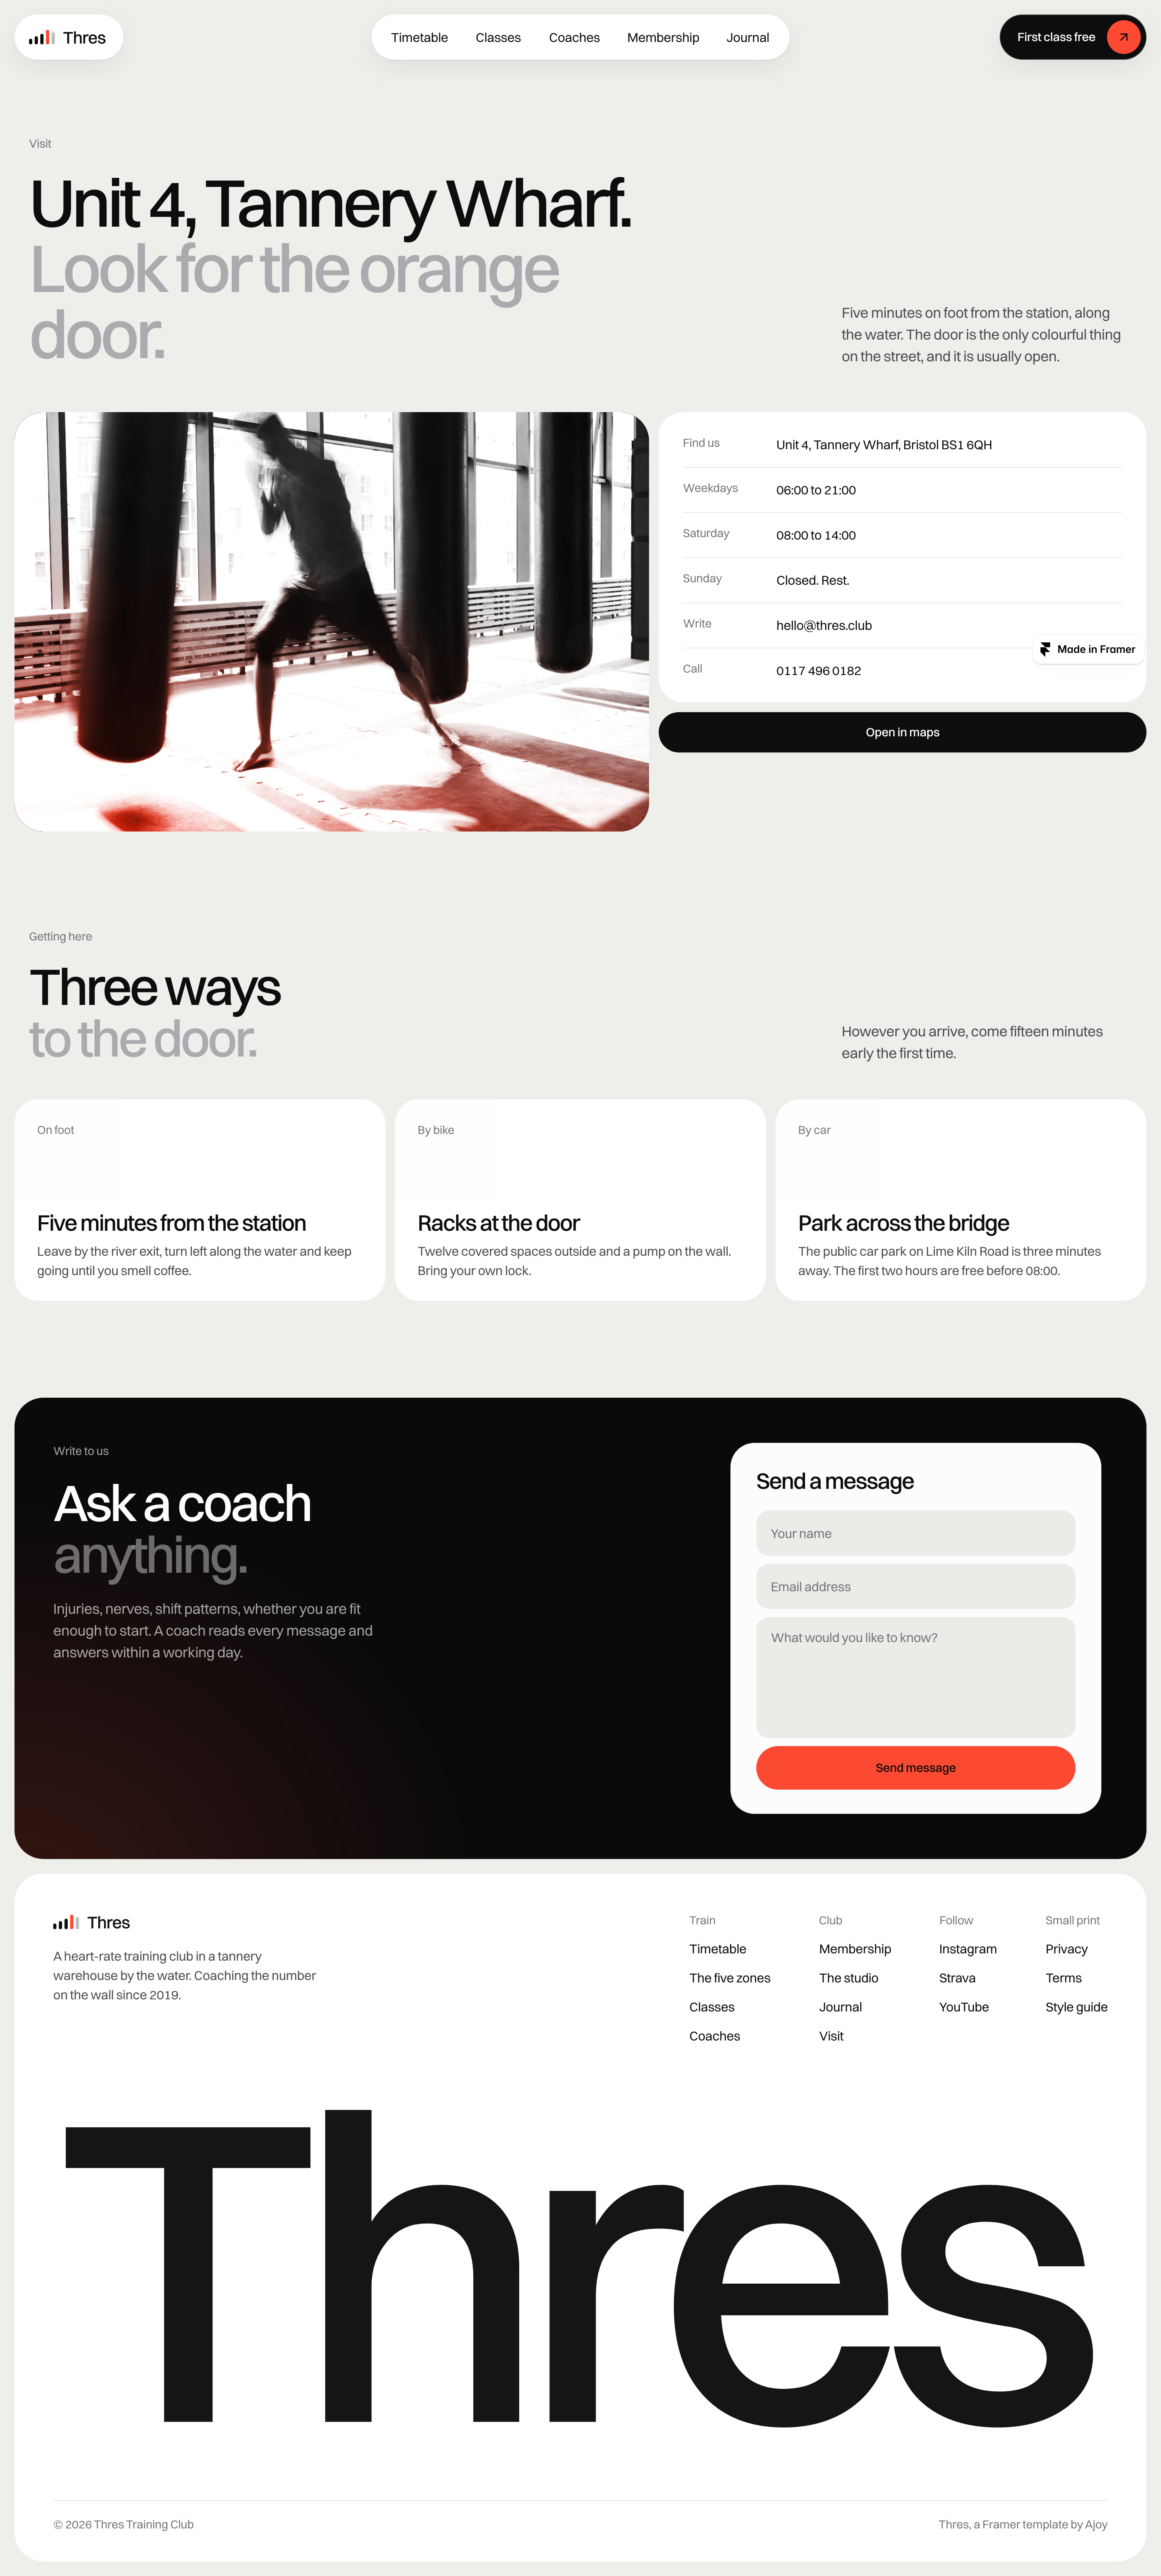 Thres
Timetable
Classes
Coaches
Membership
Journal
First class free
Visit
Unit 4, Tannery Wharf.
Look for the orange
door.
Five minutes on foot from the station, along
the water. The door is the only colourful thing
on the street, and it is usually open.
Find us
Unit 4, Tannery Wharf, Bristol BS1 6QH
Weekdays
06:00 to 21:00
Saturday
08:00 to 14:00
Sunday
Closed. Rest.
Write
hello@thres.club
Call
0117 496 0182
Made in Framer
Open in maps
Getting here
Three ways
to the door.
However you arrive, come fifteen minutes
early the first time.
On foot
Five minutes from the station
Leave by the river exit, turn left along the water and keep
going until you smell coffee.
By bike
Racks at the door
Twelve covered spaces outside and a pump on the wall.
Bring your own lock.
By car
Park across the bridge
The public car park on Lime Kiln Road is three minutes
away. The first two hours are free before 08:00.
Write to us
Ask a coach
anything.
Injuries, nerves, shift patterns, whether you are fit
enough to start. A coach reads every message and
answers within a working day.
Send a message
Your name
Email address
What would you like to know?
Send message
Thres
A heart-rate training club in a tannery
warehouse by the water. Coaching the number
on the wall since 2019.
Train
Timetable
The five zones
Classes
Coaches
Club
Membership
The studio
Journal
Visit
Follow
Instagram
Strava
YouTube
Small print
Privacy
Terms
Style guide
Thres
© 2026 Thres Training Club
Thres, a Framer template by Ajoy